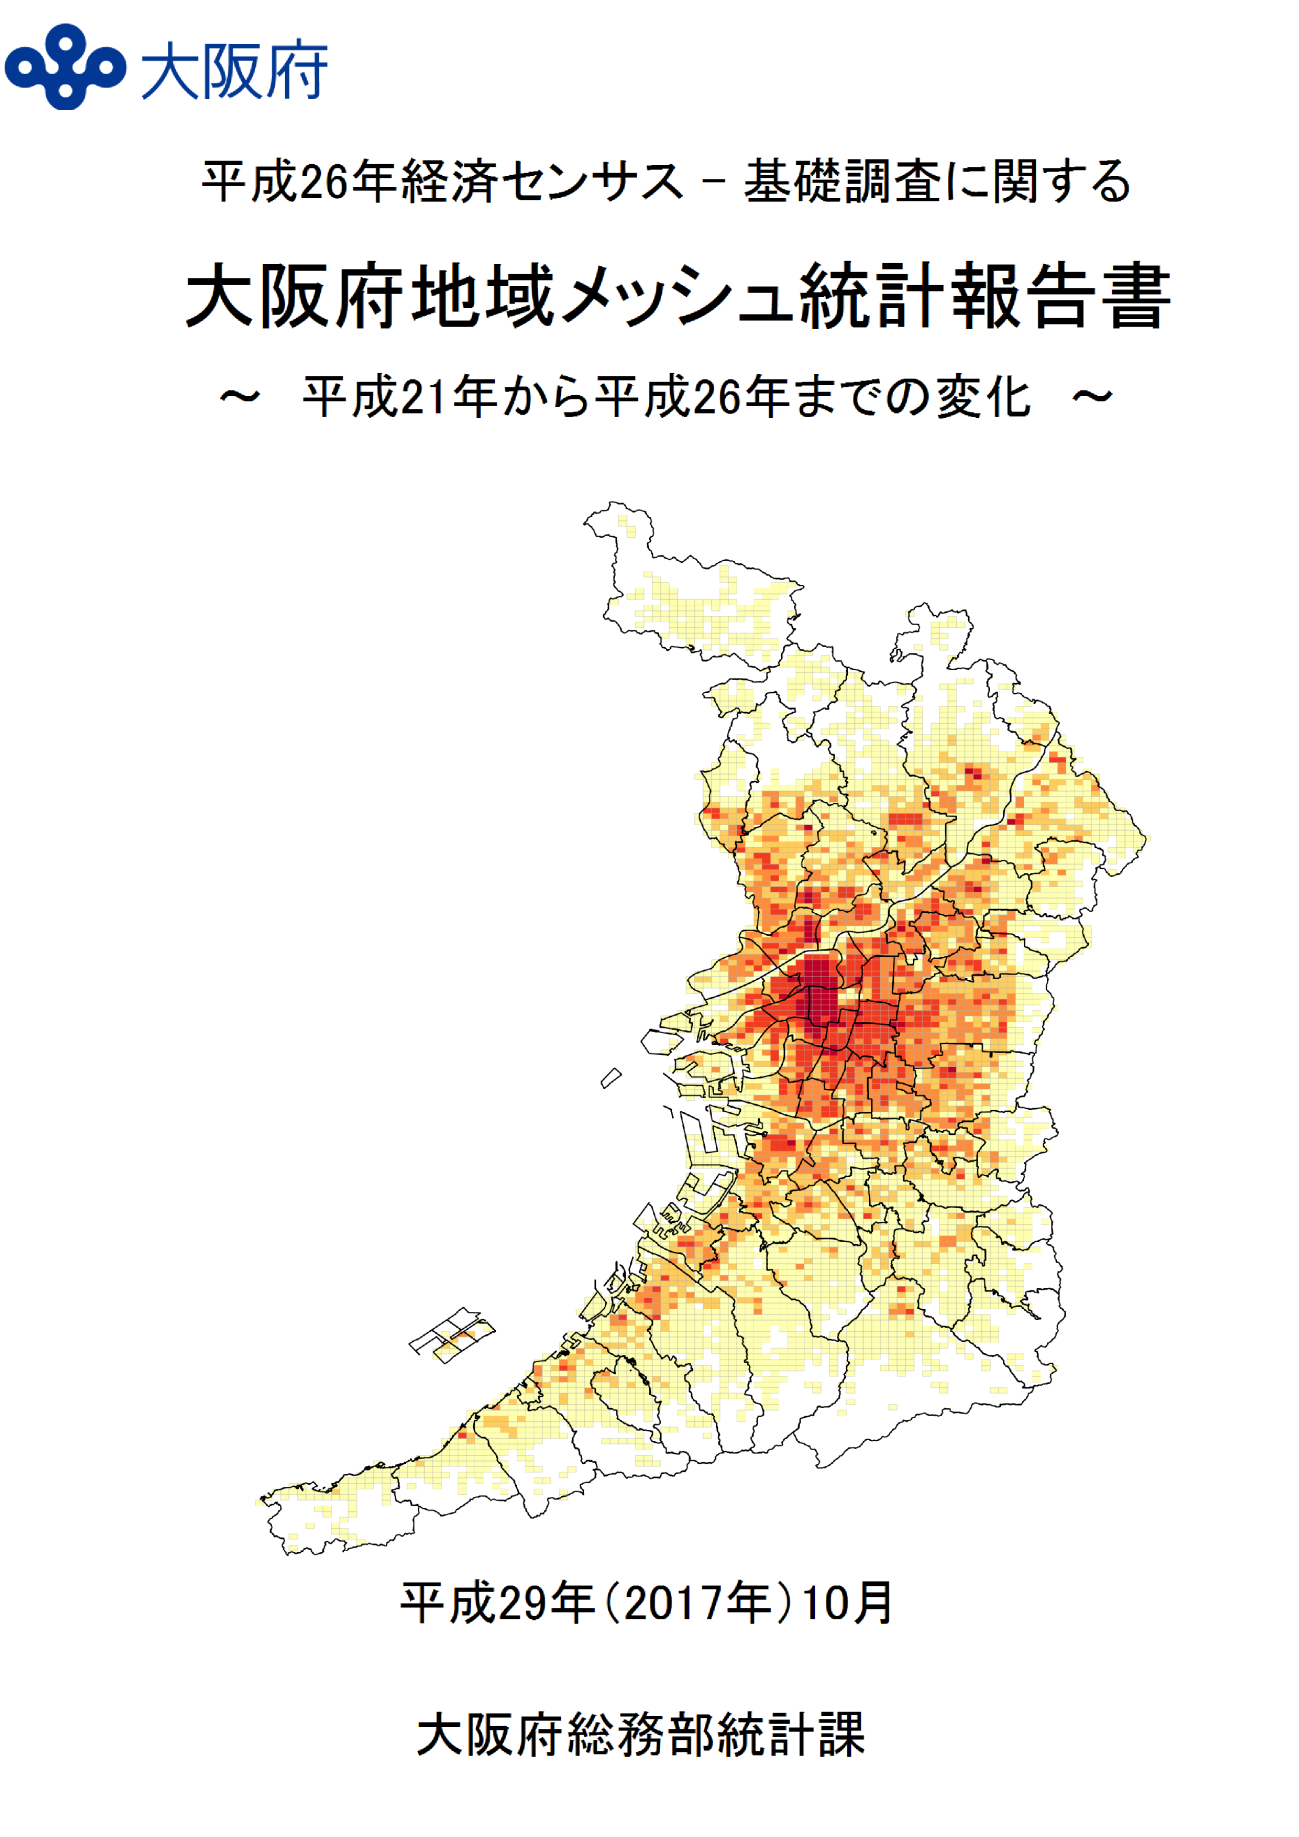 大阪府
平成26年経済センサス－基礎調査に関する
大阪府地域メッシュ統計報告書
～　平成21年から平成26年までの変化　～
平成29年（2017年）10月
大阪府総務部統計課